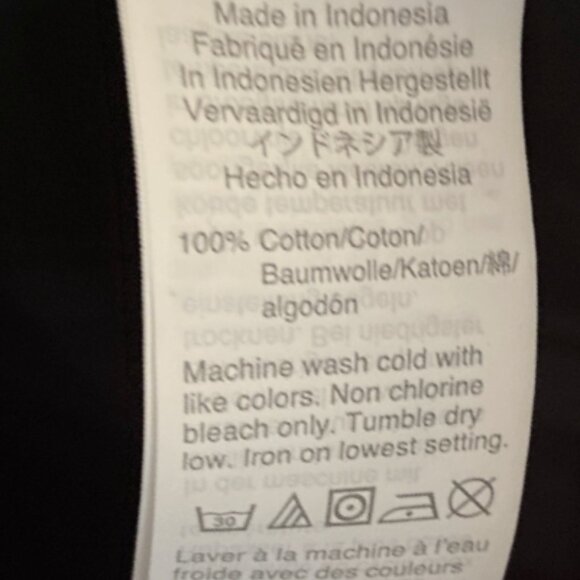 Made in Indonesia
Fabriqué en Indonésie
In Indonesien Hergestellt
Vervaardigd in Indonesië
インドネシア製
Hecho en Indonesia
100% Cotton/Coton/
Baumwolle/Katoen/綿/
algodón
Machine wash cold with
like colors. Non chlorine
bleach only. Tumble dry
low. Iron on lowest setting.
30
Laver à la machine à l'eau
froide avec des couleurs